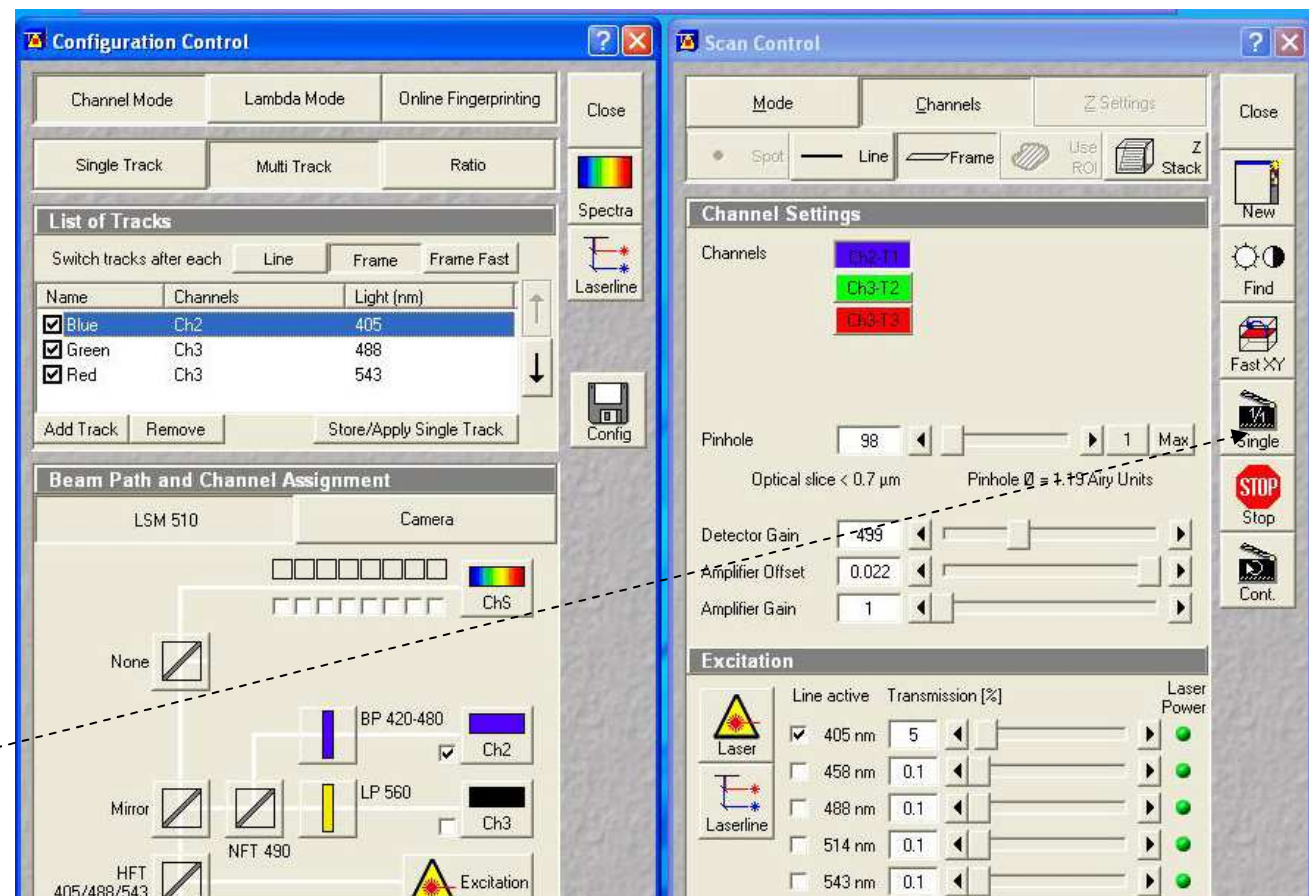 Configuration Control
Channel Mode Lambda Mode Online Fingerprinting
Close
Single Track Multi Track Ratio
Spectra
List of Tracks
Switch tracks after each Line Frame Frame Fast
Laserline
Name Channels Light (nm)
Blue Ch2 405
Green Ch3 488
Red Ch3 543
Add Track Remove Store/Apply Single Track
Config
Beam Path and Channel Assignment
LSM 510 Camera
ChS
None
BP 420-480
Ch2
LP 560
Mirror
Ch3
NFT 490
HFT
405/488/543
Excitation
Scan Control
Mode Channels Z Settings
Close
Spot Line Frame Use ROI Z Stack
New
Channel Settings
Channels Ch2-T1
Ch3-T2
Ch3-T3
Find
Fast XY
1/1
Single
Pinhole 98 1 Max
Optical slice < 0.7 µm Pinhole Ø = 1.19 Airy Units
STOP
Stop
Detector Gain 499
Amplifier Offset 0.022
Amplifier Gain 1
Cont.
Excitation
Line active Transmission [%] Laser Power
Laser
405 nm 5
458 nm 0.1
488 nm 0.1
Laserline
514 nm 0.1
543 nm 0.1